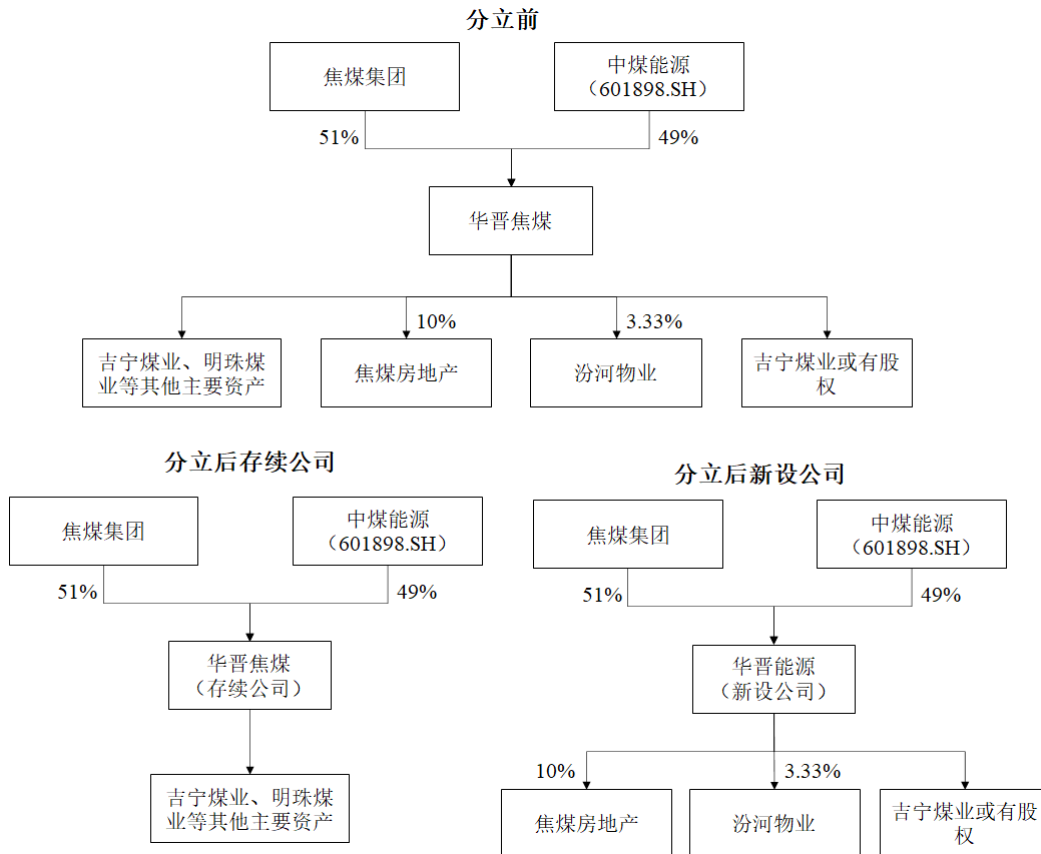 分立前
焦煤集团
中煤能源
（601898.SH）
51%
49%
华晋焦煤
10%
3.33%
吉宁煤业、明珠煤
业等其他主要资产
焦煤房地产
汾河物业
吉宁煤业或有股
权
分立后存续公司
焦煤集团
中煤能源
（601898.SH）
51%
49%
华晋焦煤
（存续公司）
吉宁煤业、明珠煤
业等其他主要资产
分立后新设公司
焦煤集团
中煤能源
（601898.SH）
51%
49%
华晋能源
（新设公司）
10%
3.33%
焦煤房地产
汾河物业
吉宁煤业或有股
权